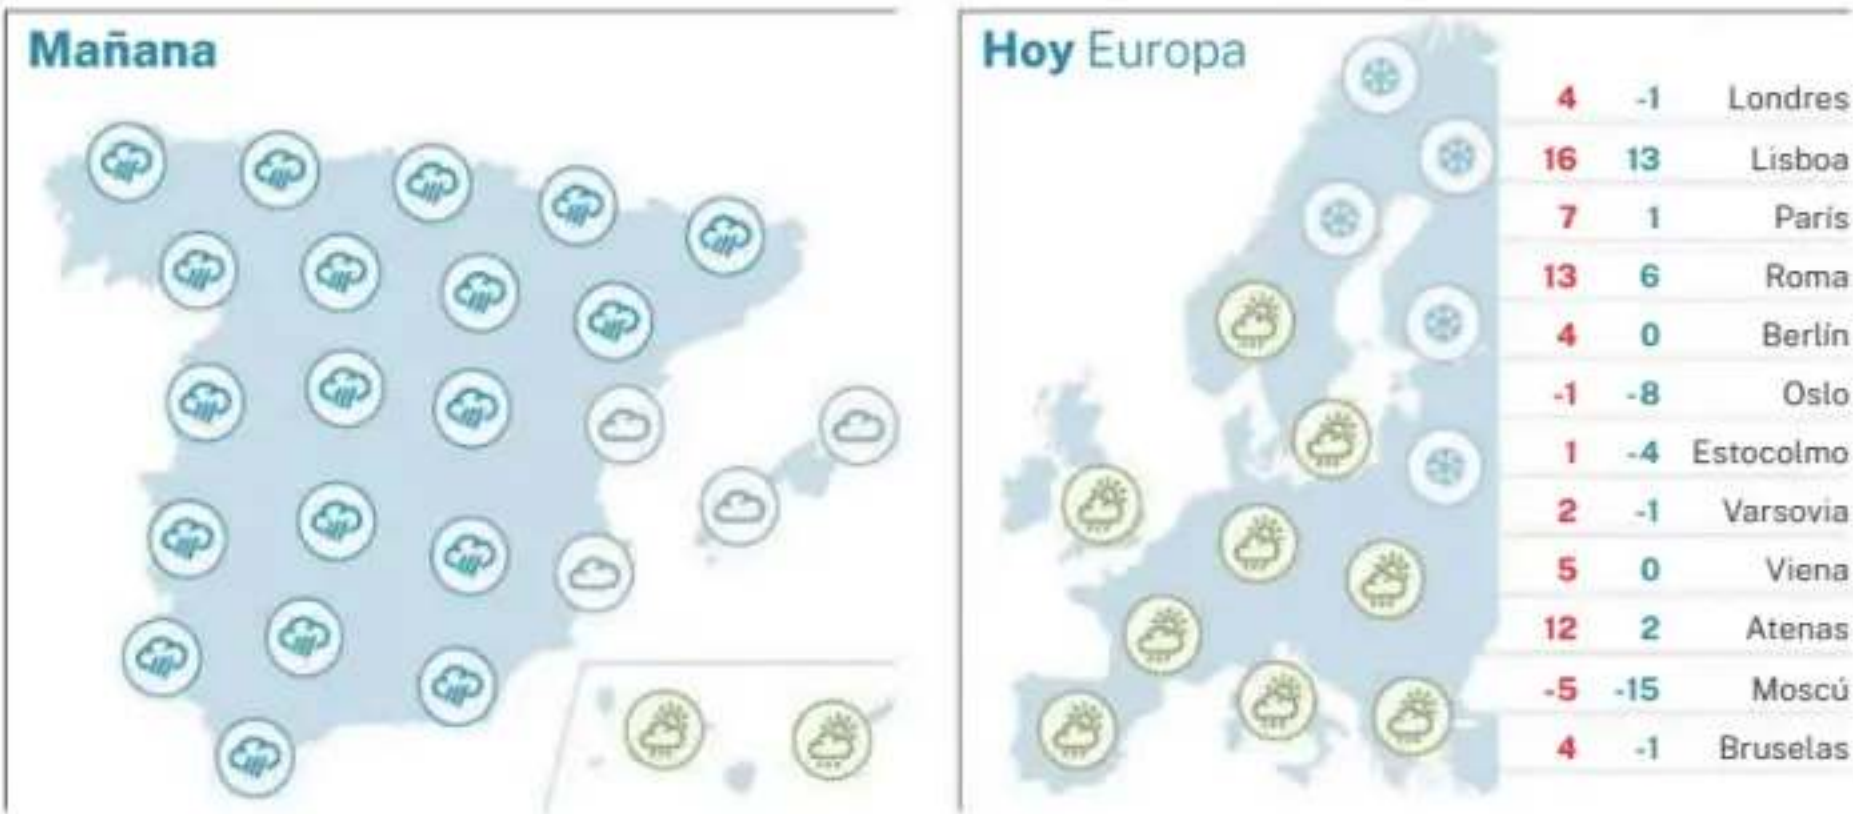 Mañana
Hoy Europa
4 -1 Londres
16 13 Lisboa
7 1 París
13 6 Roma
4 0 Berlín
-1 -8 Oslo
1 -4 Estocolmo
2 -1 Varsovia
5 0 Viena
12 2 Atenas
-5 -15 Moscú
4 -1 Bruselas